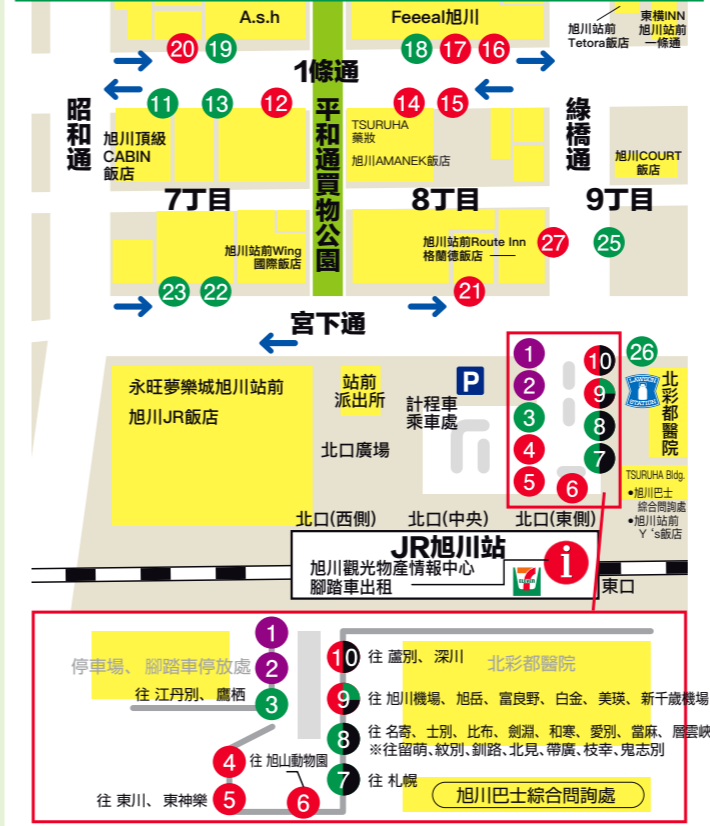 A.s.h
Feeeal旭川
旭川站前
Tetora飯店
東橫INN
旭川站前
一條通
20
19
18
17
16
1條通
昭和通
11
13
12
14
15
平和通買物公園
綠橋通
旭川頂級
CABIN
飯店
TSURUHA
藥妝
旭川AMANEK飯店
旭川COURT
飯店
7丁目
8丁目
9丁目
旭川站前Wing
國際飯店
旭川站前Route Inn
格蘭德飯店
27
25
23
22
21
宮下通
永旺夢樂城旭川站前
旭川JR飯店
站前
派出所
P
計程車
乘車處
北口廣場
1
2
3
4
5
6
10
9
8
7
26
LAWSON
STATION
北彩都醫院
TSURUHA Bldg.
●旭川巴士
綜合問詢處
●旭川站前
Y‘s飯店
北口(西側)
北口(中央)
北口(東側)
JR旭川站
旭川觀光物產情報中心
腳踏車出租
i
東口
停車場、腳踏車停放處
1
2
往 江丹別、鷹栖
3
4
往 旭山動物園
往 東川、東神樂
5
6
10
往 蘆別、深川
北彩都醫院
9
往 旭川機場、旭岳、富良野、白金、美瑛、新千歲機場
8
往 名寄、士別、比布、劍淵、和寒、愛別、當麻、層雲峽
※往留萌、紋別、釧路、北見、帶廣、枝幸、鬼志別
7
往 札幌
旭川巴士綜合問詢處